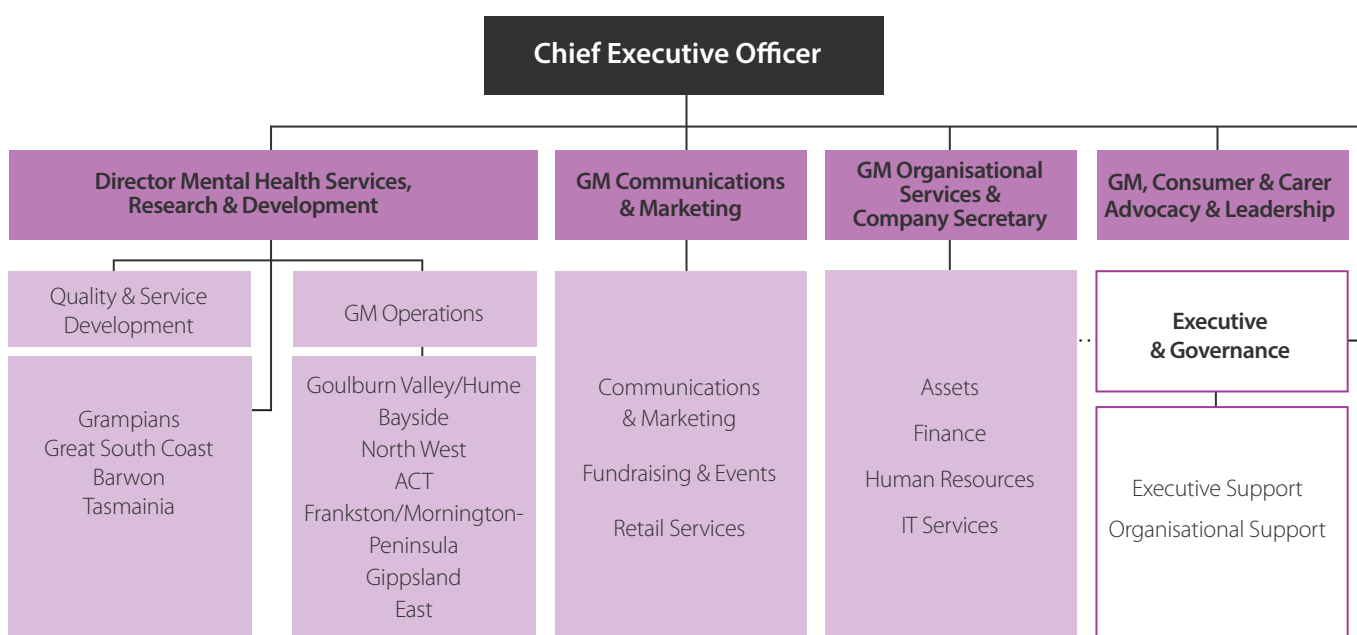 Chief Executive Officer
Director Mental Health Services,
Research & Development
GM Communications
& Marketing
GM Organisational
Services &
Company Secretary
GM, Consumer & Carer
Advocacy & Leadership
Quality & Service
Development
GM Operations
Executive
& Governance
Grampians
Great South Coast
Barwon
Tasmainia
Goulburn Valley/Hume
Bayside
North West
ACT
Frankston/Mornington-
Peninsula
Gippsland
East
Communications
& Marketing
Fundraising & Events
Retail Services
Assets
Finance
Human Resources
IT Services
Executive Support
Organisational Support